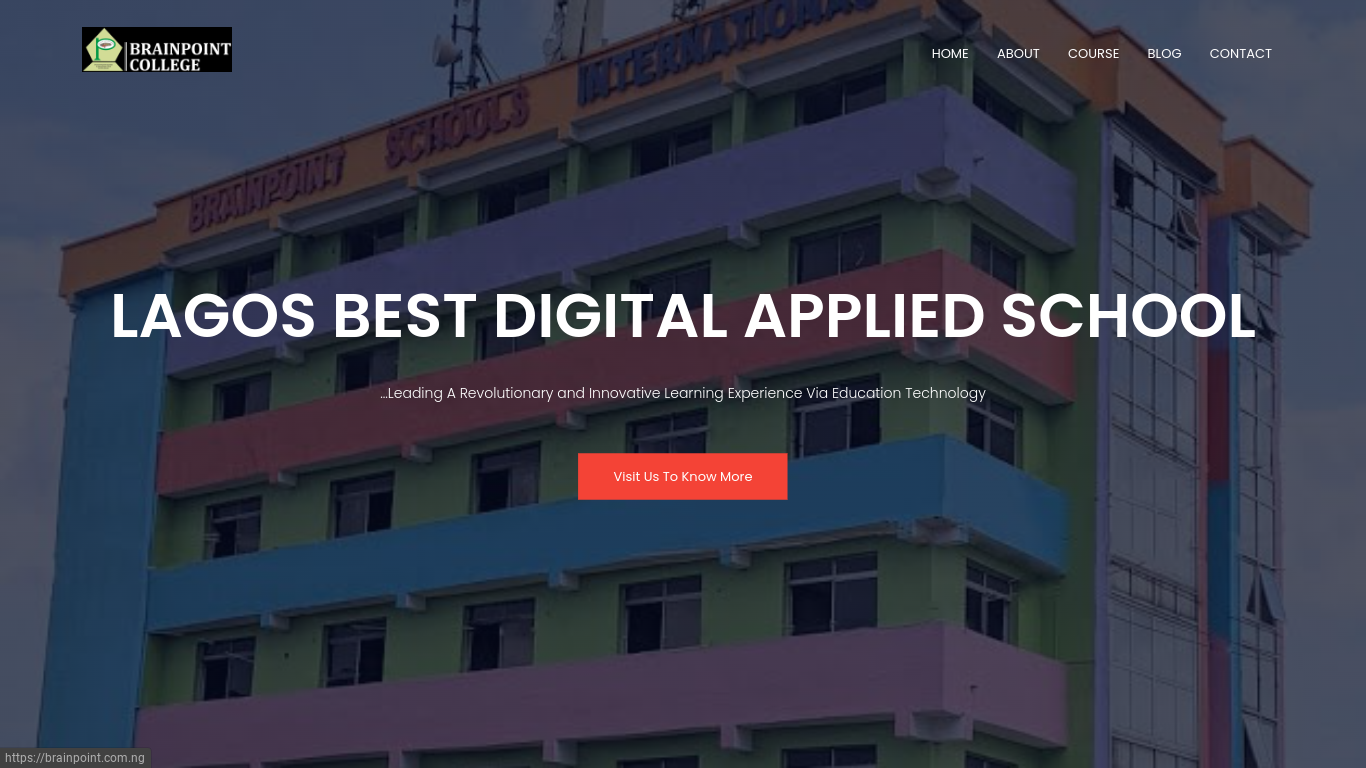 BRAINPOINT
COLLEGE
HOME
ABOUT
COURSE
BLOG
CONTACT
BRAINPOINT SCHOOLS INTERNATIONAL
LAGOS BEST DIGITAL APPLIED SCHOOL
...Leading A Revolutionary and Innovative Learning Experience Via Education Technology
Visit Us To Know More
https://brainpoint.com.ng